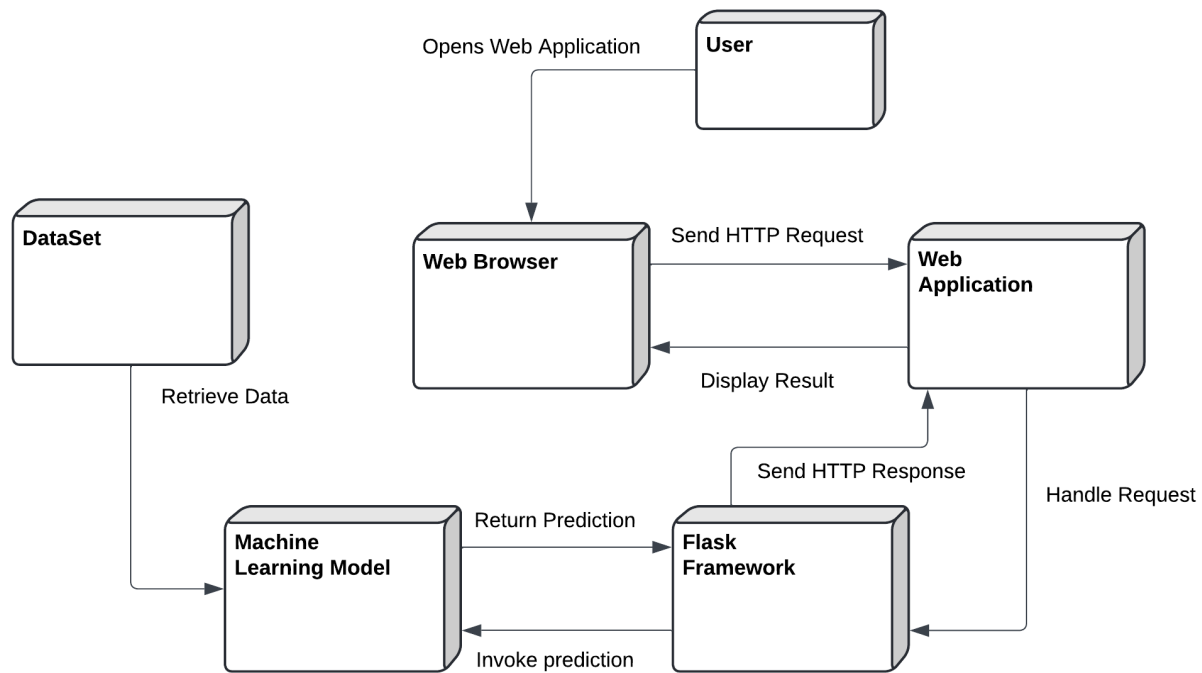 User
Opens Web Application
DataSet
Web Browser
Send HTTP Request
Web
Application
Display Result
Retrieve Data
Send HTTP Response
Handle Request
Machine
Learning Model
Return Prediction
Flask
Framework
Invoke prediction